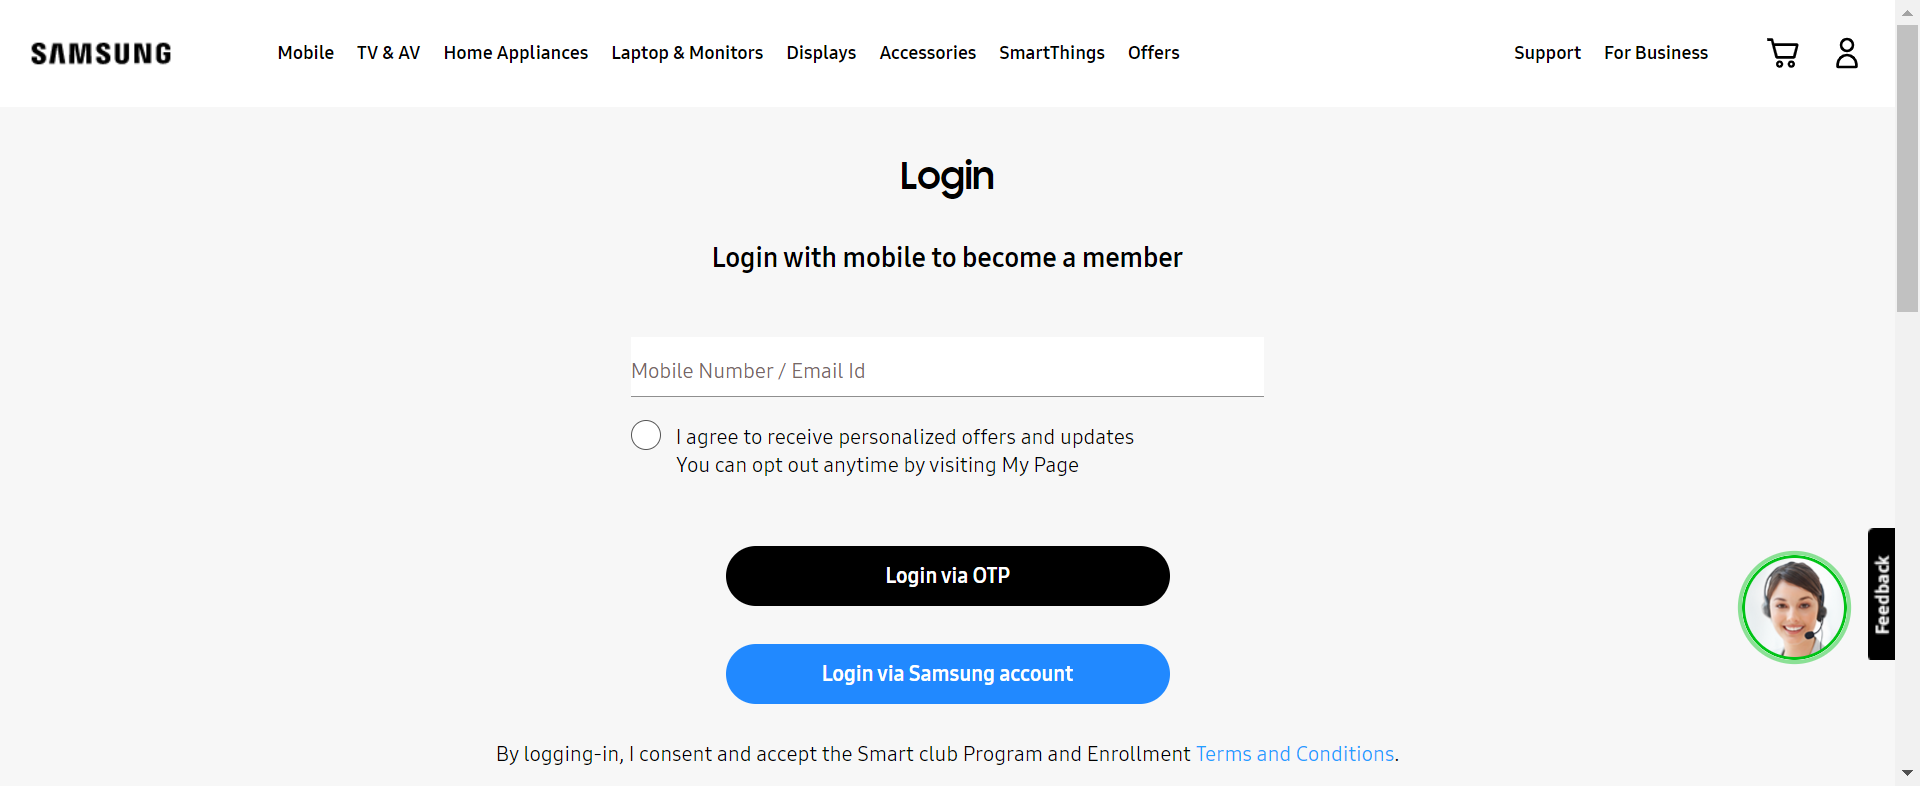 SAMSUNG Mobile TV & AV Home Appliances Laptop & Monitors Displays Accessories SmartThings Offers Support For Business
Login
Login with mobile to become a member
Mobile Number / Email Id
I agree to receive personalized offers and updates
You can opt out anytime by visiting My Page
Login via OTP
Feedback
Login via Samsung account
By logging-in, I consent and accept the Smart club Program and Enrollment Terms and Conditions.